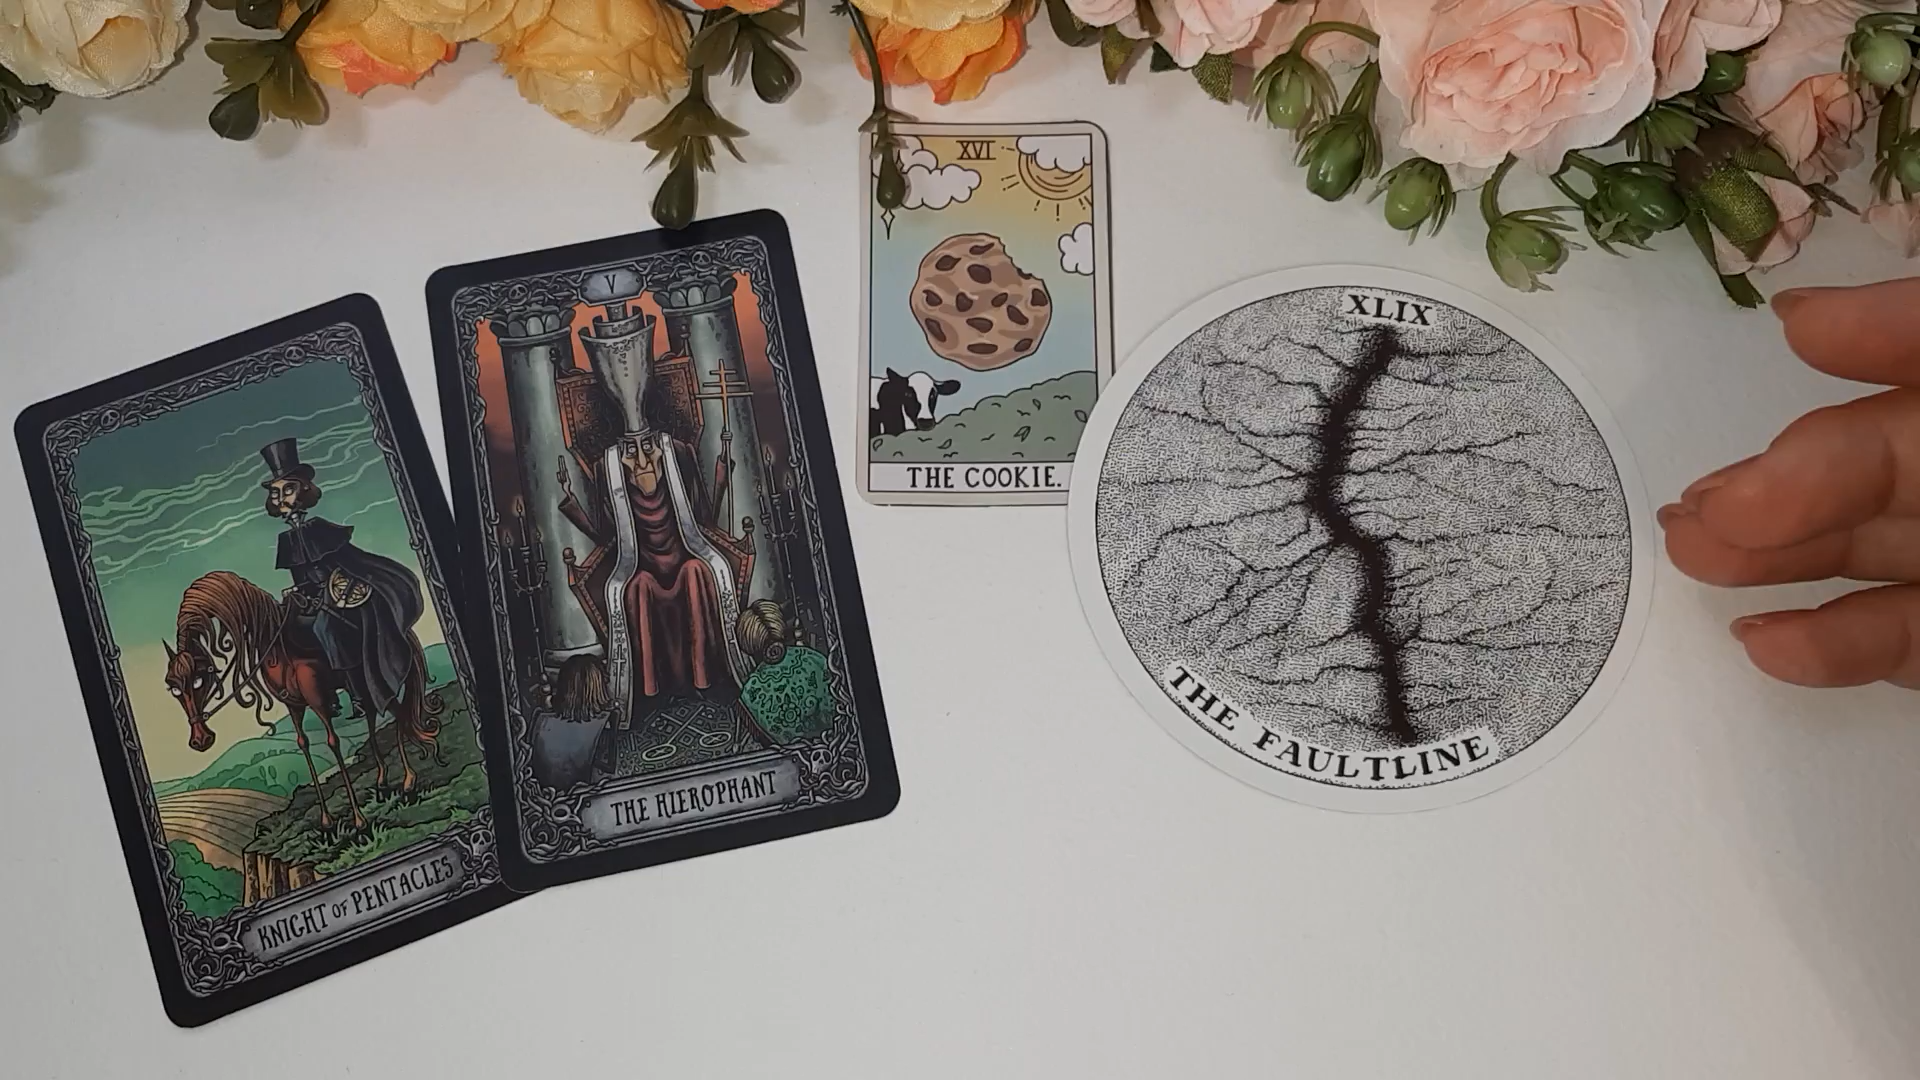 KNIGHT OF PENTACLES
V
THE HIEROPHANT
XVI
THE COOKIE.
XLIX
THE FAULTLINE